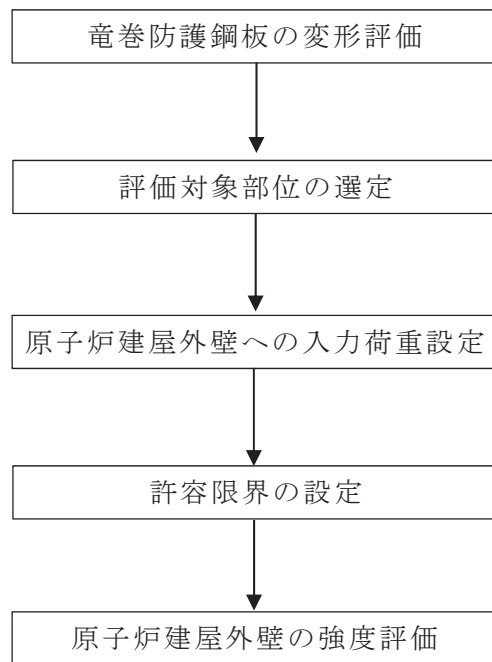 竜巻防護鋼板の変形評価
評価対象部位の選定
原子炉建屋外壁への入力荷重設定
許容限界の設定
原子炉建屋外壁の強度評価